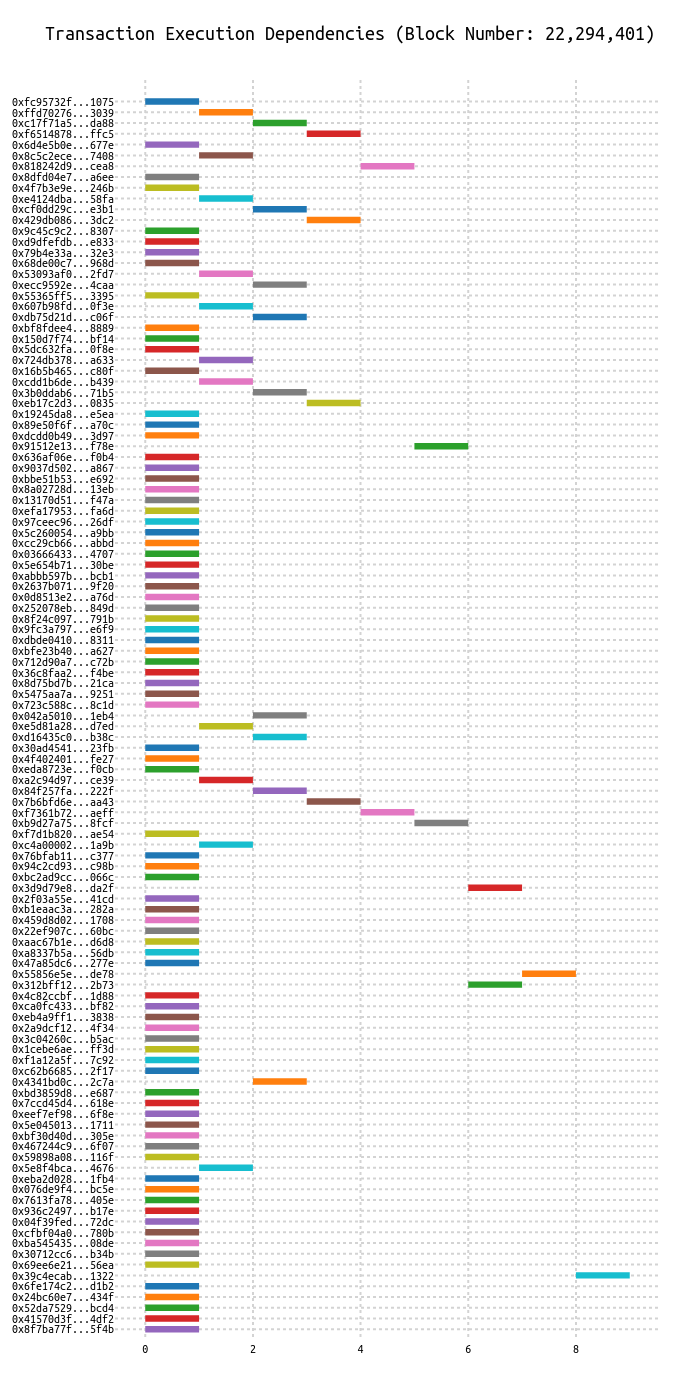 Transaction Execution Dependencies (Block Number: 22,294,401)
0xfc95732f...1075
0xffd70276...3039
0xc17f71a5...da88
0xf6514878...ffc5
0x6d4e5b0e...677e
0x8c5c2ece...7408
0x818242d9...cea8
0x8dfd04e7...a6ee
0x4f7b3e9e...246b
0xe4124dba...58fa
0xcf0dd29c...e3b1
0x429db086...3dc2
0x9c45c9c2...8307
0xd9dfefdb...e833
0x79b4e33a...32e3
0x68de00c7...968d
0x53093af0...2fd7
0xecc9592e...4caa
0x55365ff5...3395
0x607b98fd...0f3e
0xdb75d21d...c06f
0xbf8fdee4...8889
0x150d7f74...bf14
0x5dc632fa...0f8e
0x724db378...a633
0x16b5b465...c80f
0xcdd1b6de...b439
0x3b0ddab6...71b5
0xeb17c2d3...0835
0x19245da8...e5ea
0x89e50f6f...a70c
0xdcdd0b49...3d97
0x91512e13...f78e
0x636af06e...f0b4
0x9037d502...a867
0xbbe51b53...e692
0x8a02728d...13eb
0x13170d51...f47a
0xefa17953...fa6d
0x97ceec96...26df
0x5c260054...a9bb
0xcc29cb66...abbd
0x03666433...4707
0x5e654b71...30be
0xabbb597b...bcb1
0x2637b071...9f20
0x0d8513e2...a76d
0x252078eb...849d
0x8f24c097...791b
0x9fc3a797...e6f9
0xdbde0410...8311
0xbfe23b40...a627
0x712d90a7...c72b
0x36c8faa2...f4be
0x8d75bd7b...21ca
0x5475aa7a...9251
0x723c588c...8c1d
0x042a5010...1eb4
0xe5d81a28...d7ed
0xd16435c0...b38c
0x30ad4541...23fb
0x4f402401...fe27
0xeda8723e...f0cb
0xa2c94d97...ce39
0x84f257fa...222f
0x7b6bfd6e...aa43
0xf7361b72...aeff
0xb9d27a75...8fcf
0xf7d1b820...ae54
0xc4a00002...1a9b
0x76bfab11...c377
0x94c2cd93...c98b
0xbc2ad9cc...066c
0x3d9d79e8...da2f
0x2f03a55e...41cd
0xb1eaac3a...282a
0x459d8d02...1708
0x22ef907c...60bc
0xaac67b1e...d6d8
0xa8337b5a...56db
0x47a85dc6...277e
0x55856e5e...de78
0x312bff12...2b73
0x4c82ccbf...1d88
0xca0fc433...bf82
0xeb4a9ff1...3838
0x2a9dcf12...4f34
0x3c04260c...b5ac
0x1cebe6ae...ff3d
0xf1a12a5f...7c92
0xc62b6685...2f17
0x4341bd0c...2c7a
0xbd3859d8...e687
0x7ccd45d4...618e
0xeef7ef98...6f8e
0x5e045013...1711
0xbf30d40d...305e
0x467244c9...6f07
0x59898a08...116f
0x5e8f4bca...4676
0xeba2d028...1fb4
0x076de9f4...bc5e
0x7613fa78...405e
0x936c2497...b17e
0x04f39fed...72dc
0xcfbf04a0...780b
0xba545435...08de
0x30712cc6...b34b
0x69ee6e21...56ea
0x39c4ecab...1322
0x6fe174c2...d1b2
0x24bc60e7...434f
0x52da7529...bcd4
0x41570d3f...4df2
0x8f7ba77f...5f4b
0 2 4 6 8